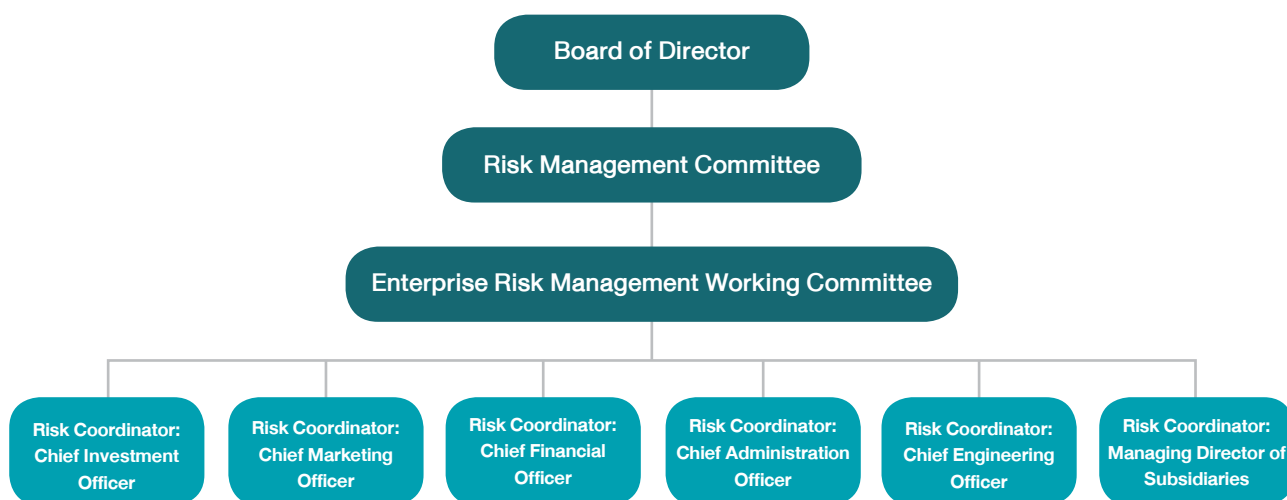 Board of Director
Risk Management Committee
Enterprise Risk Management Working Committee
Risk Coordinator:
Chief Investment
Officer
Risk Coordinator:
Chief Marketing
Officer
Risk Coordinator:
Chief Financial
Officer
Risk Coordinator:
Chief Administration
Officer
Risk Coordinator:
Chief Engineering
Officer
Risk Coordinator:
Managing Director of
Subsidiaries